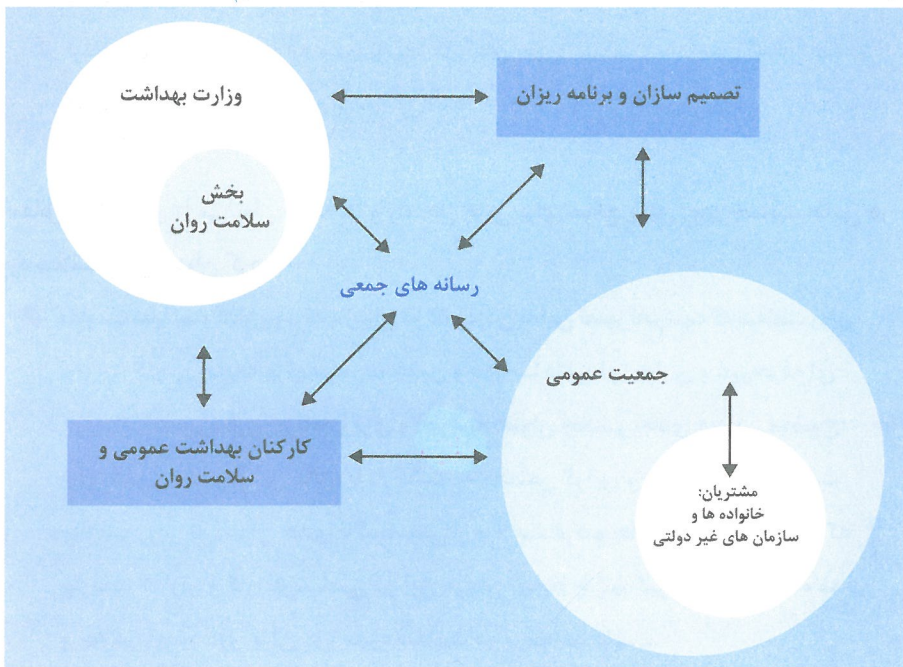 وزارت بهداشت
تصمیم سازان و برنامه ریزان
بخش
سلامت روان
رسانه های جمعی
جمعیت عمومی
کارکنان بهداشت عمومی و
سلامت روان
مشتریان:
خانواده ها و
سازمان های غیر دولتی